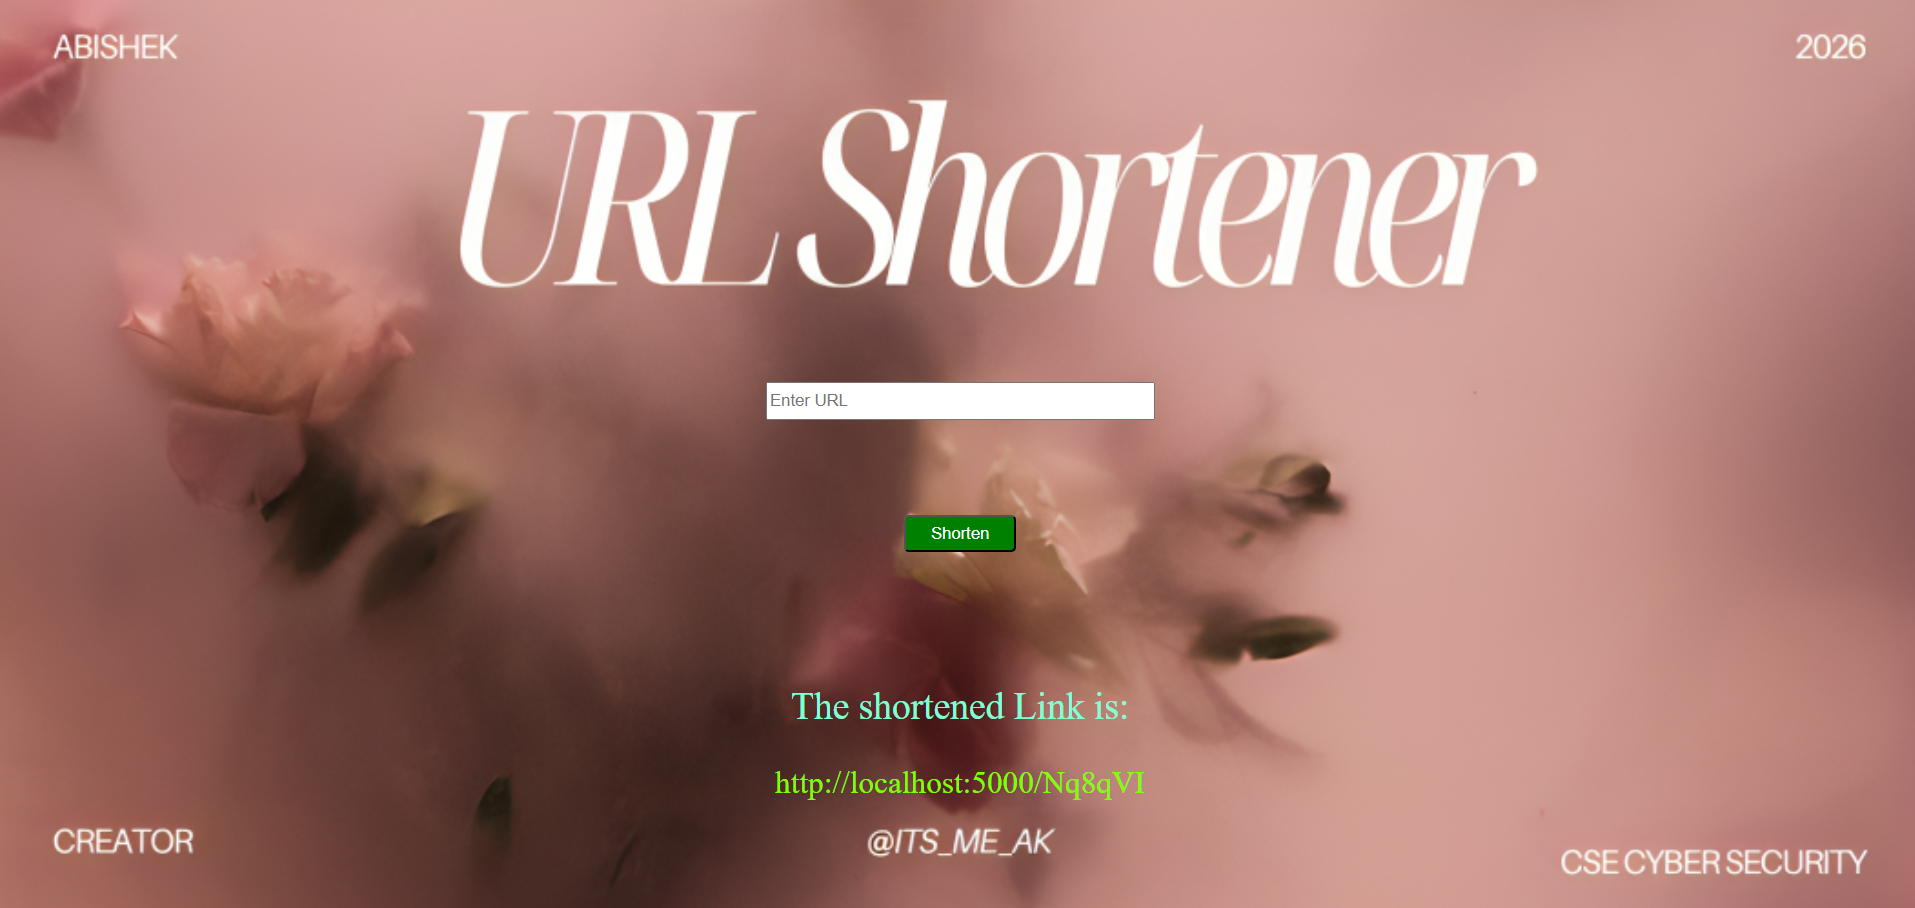 ABISHEK
2026
URL Shortener
Enter URL
Shorten
The shortened Link is:
http://localhost:5000/Nq8qVI
CREATOR
@ITS_ME_AK
CSE CYBER SECURITY